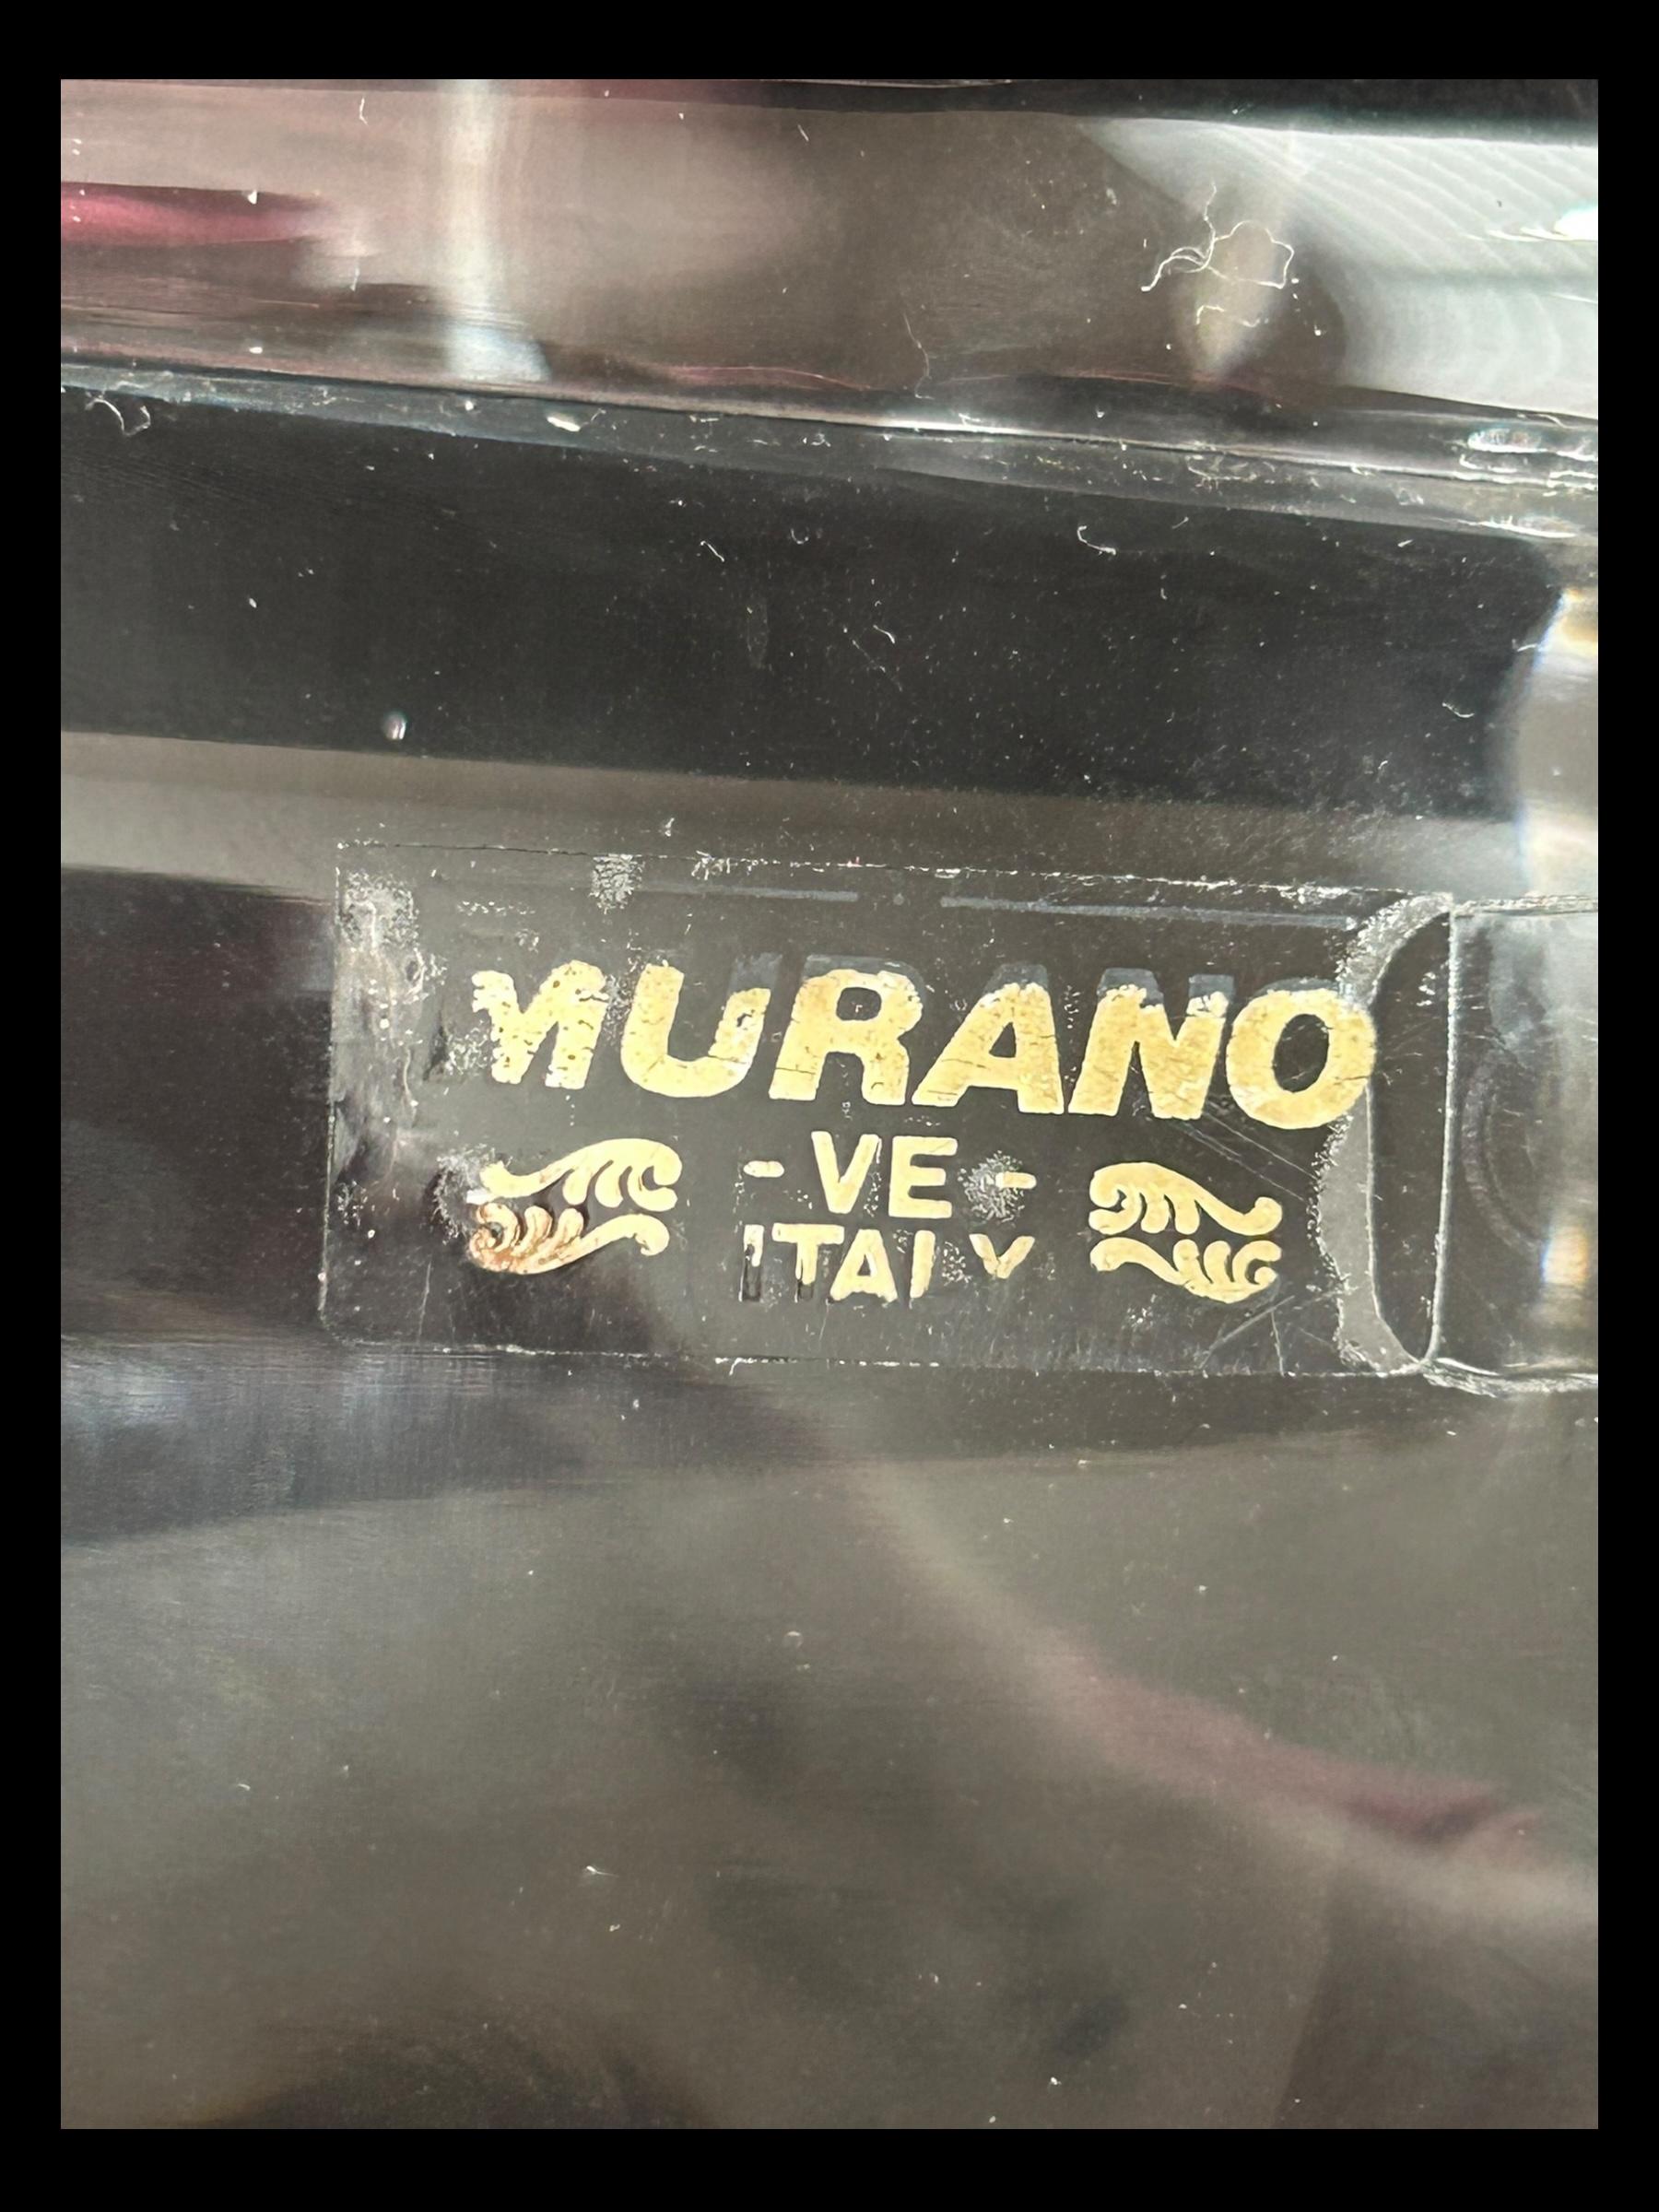 MURANO
- VE -
ITALY